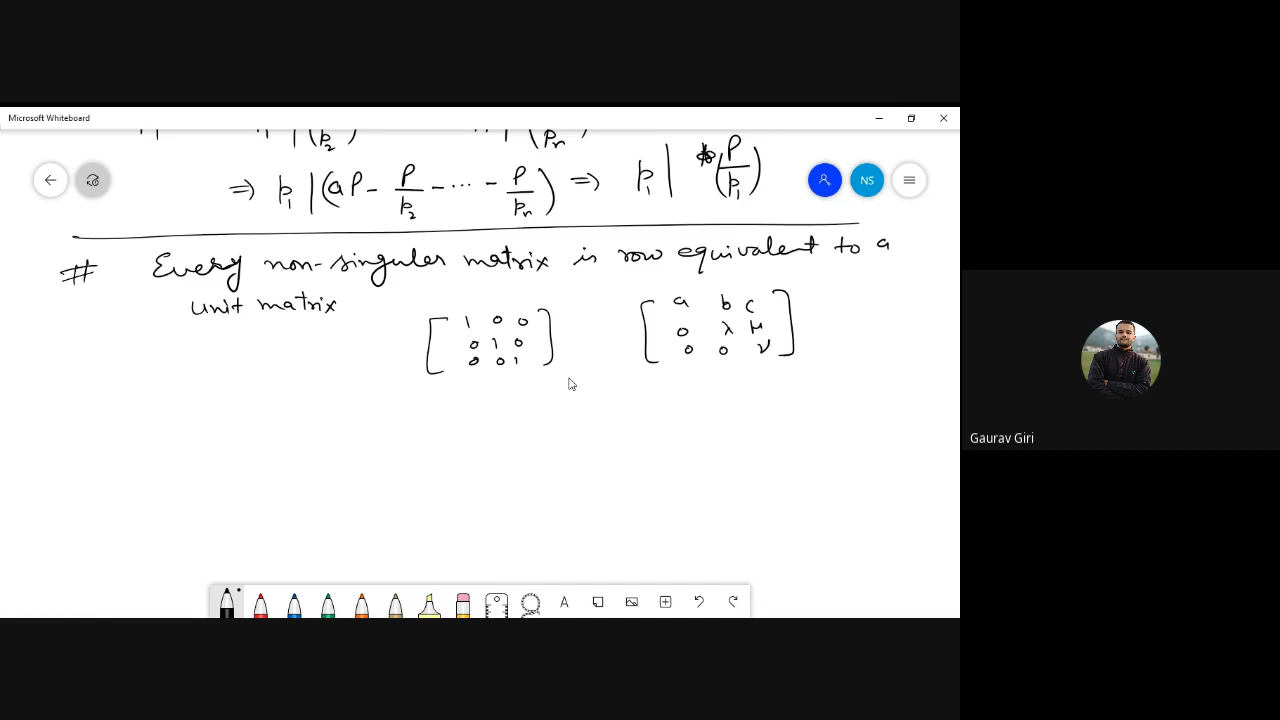 Microsoft Whiteboard
⇒ p₁ | (aP - P/p₂ - ··· - P/pₙ) ⇒ p₁ | (P/p₁)
NS
# Every non-singular matrix is row equivalent to a
unit matrix
1 0 0 a b c
0 1 0 0 λ μ
0 0 1 0 0 ν
Gaurav Giri
A